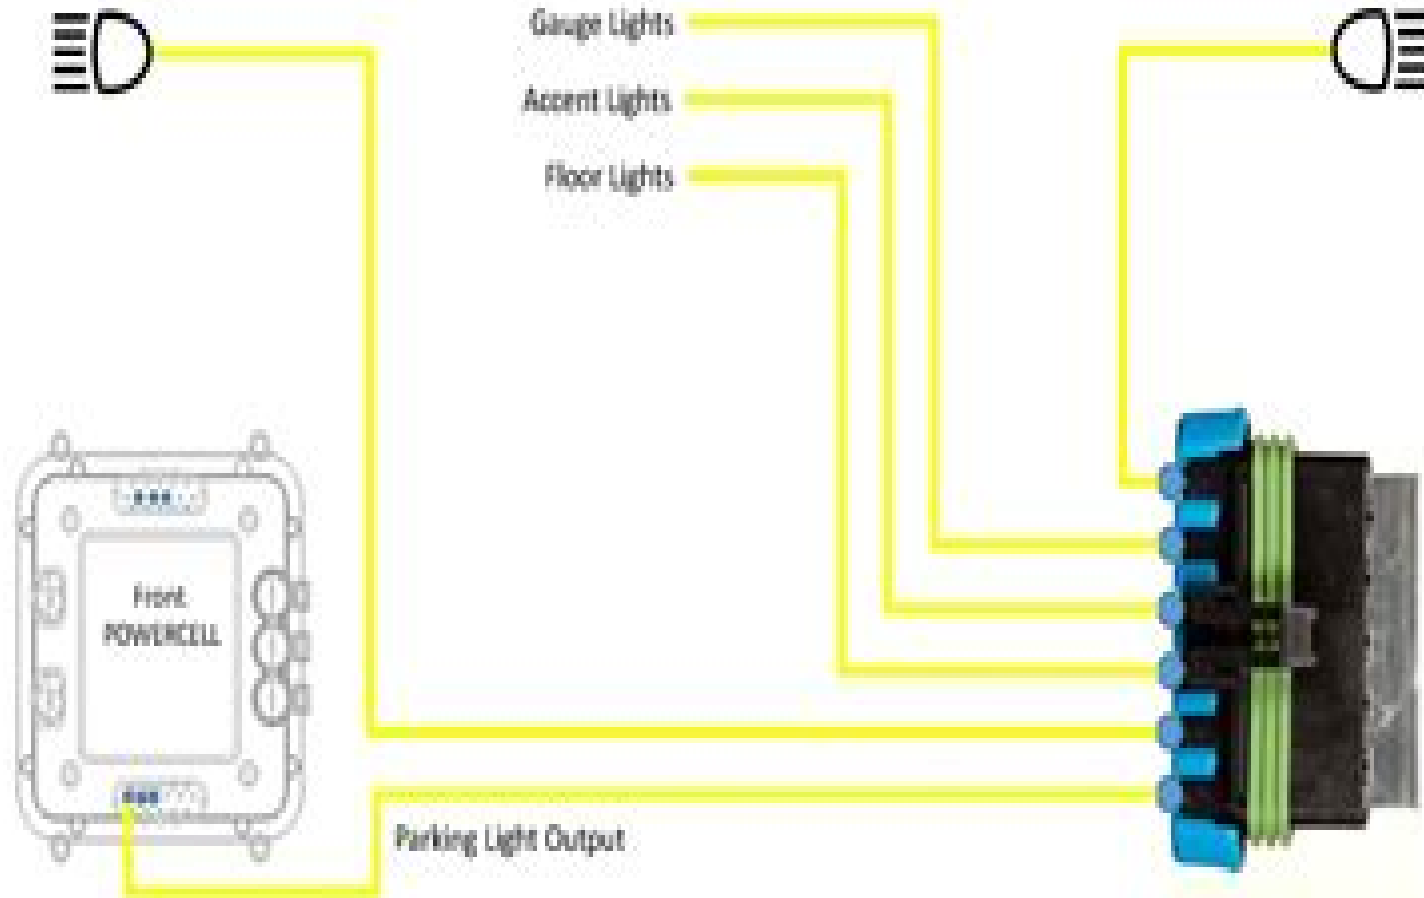 Gauge Lights
Accent Lights
Floor Lights
Front
POWERCELL
Parking Light Output